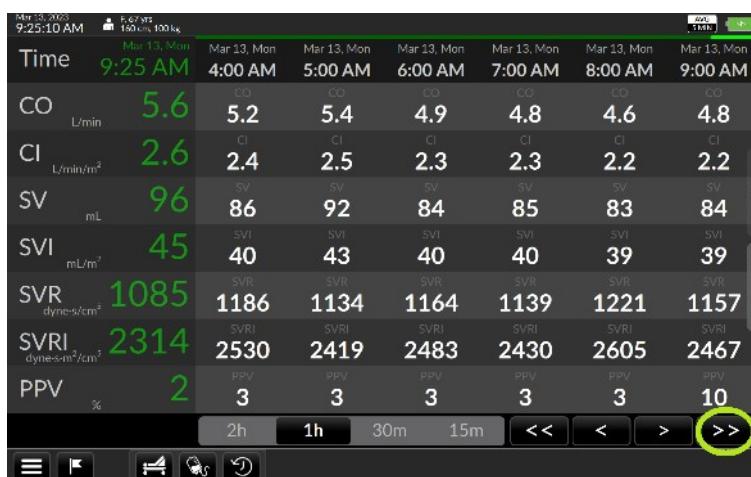 Mar 13, 2023
9:25:10 AM
F, 67 yrs
160 cm, 100 kg
AVG
5 MIN
Time
Mar 13, Mon
9:25 AM
Mar 13, Mon Mar 13, Mon Mar 13, Mon Mar 13, Mon Mar 13, Mon Mar 13, Mon
4:00 AM 5:00 AM 6:00 AM 7:00 AM 8:00 AM 9:00 AM
CO L/min 5.6
CO CO CO CO CO CO
5.2 5.4 4.9 4.8 4.6 4.8
CI L/min/m² 2.6
CI CI CI CI CI CI
2.4 2.5 2.3 2.3 2.2 2.2
SV mL 96
SV SV SV SV SV SV
86 92 84 85 83 84
SVI mL/m² 45
SVI SVI SVI SVI SVI SVI
40 43 40 40 39 39
SVR dyne-s/cm⁵ 1085
SVR SVR SVR SVR SVR SVR
1186 1134 1164 1139 1221 1157
SVRI dyne-s-m²/cm⁵ 2314
SVRI SVRI SVRI SVRI SVRI SVRI
2530 2419 2483 2430 2605 2467
PPV % 2
PPV PPV PPV PPV PPV PPV
3 3 3 3 3 10
2h 1h 30m 15m << < > >>